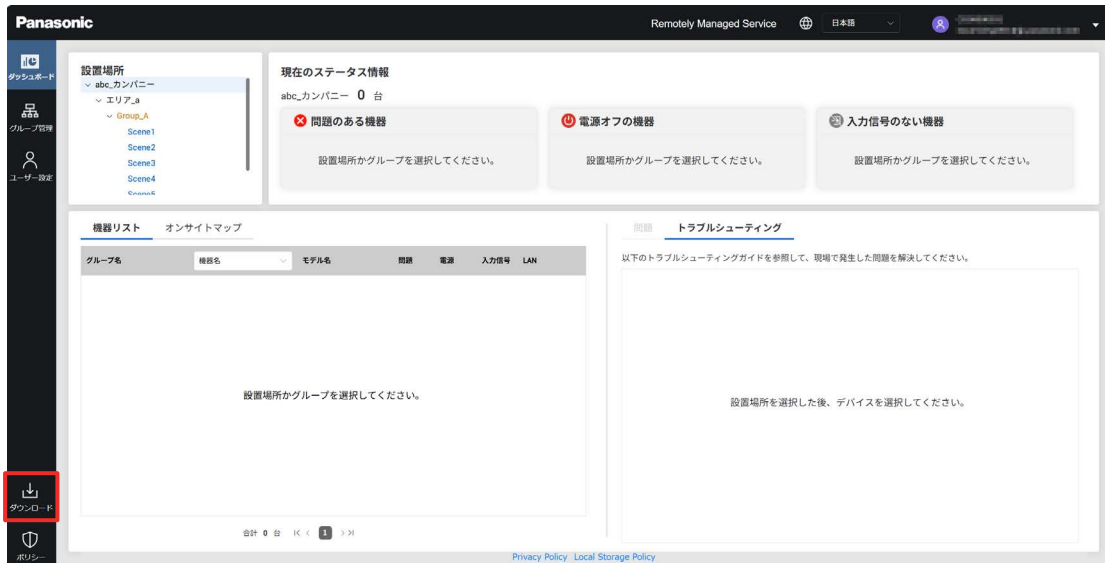 Panasonic
Remotely Managed Service
日本語
ダッシュボード
グループ管理
ユーザー設定
ダウンロード
ポリシー
設置場所
abc_カンパニー
エリア_a
Group_A
Scene1
Scene2
Scene3
Scene4
Scene5
現在のステータス情報
abc_カンパニー 0 台
問題のある機器
設置場所かグループを選択してください。
電源オフの機器
設置場所かグループを選択してください。
入力信号のない機器
設置場所かグループを選択してください。
機器リスト オンサイトマップ
グループ名 機器名 モデル名 問題 電源 入力信号 LAN
設置場所かグループを選択してください。
合計 0 台 1
問題 トラブルシューティング
以下のトラブルシューティングガイドを参照して、現場で発生した問題を解決してください。
設置場所を選択した後、デバイスを選択してください。
Privacy Policy Local Storage Policy